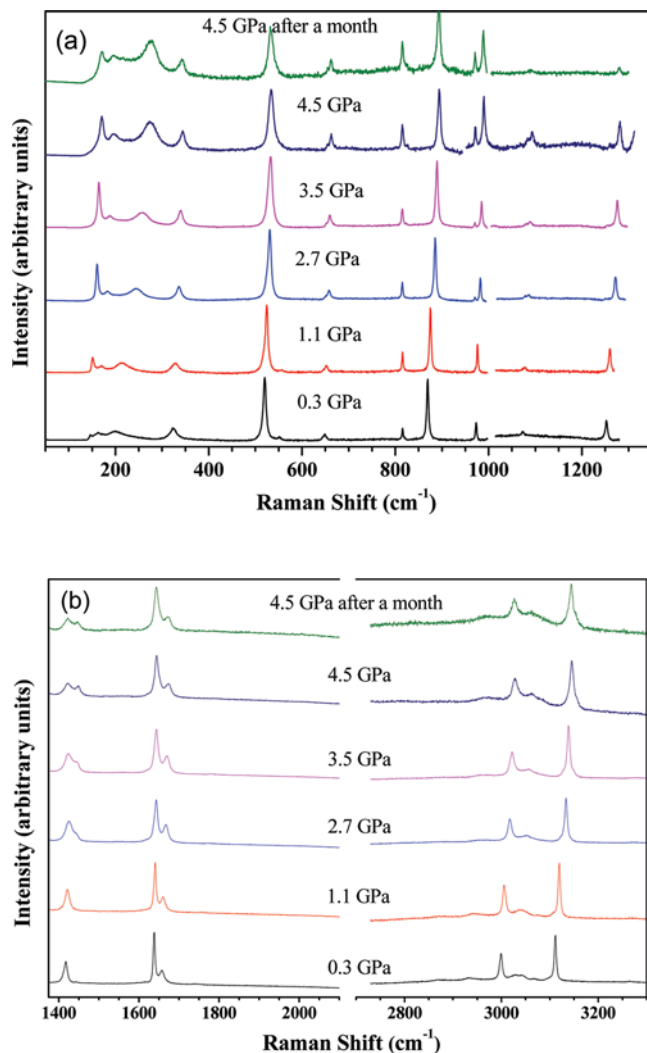 (a)
4.5 GPa after a month
4.5 GPa
3.5 GPa
2.7 GPa
1.1 GPa
0.3 GPa
Intensity (arbitrary units)
200 400 600 800 1000 1200
Raman Shift (cm⁻¹)
(b)
4.5 GPa after a month
4.5 GPa
3.5 GPa
2.7 GPa
1.1 GPa
0.3 GPa
Intensity (arbitrary units)
1400 1600 1800 2000 2800 3000 3200
Raman Shift (cm⁻¹)